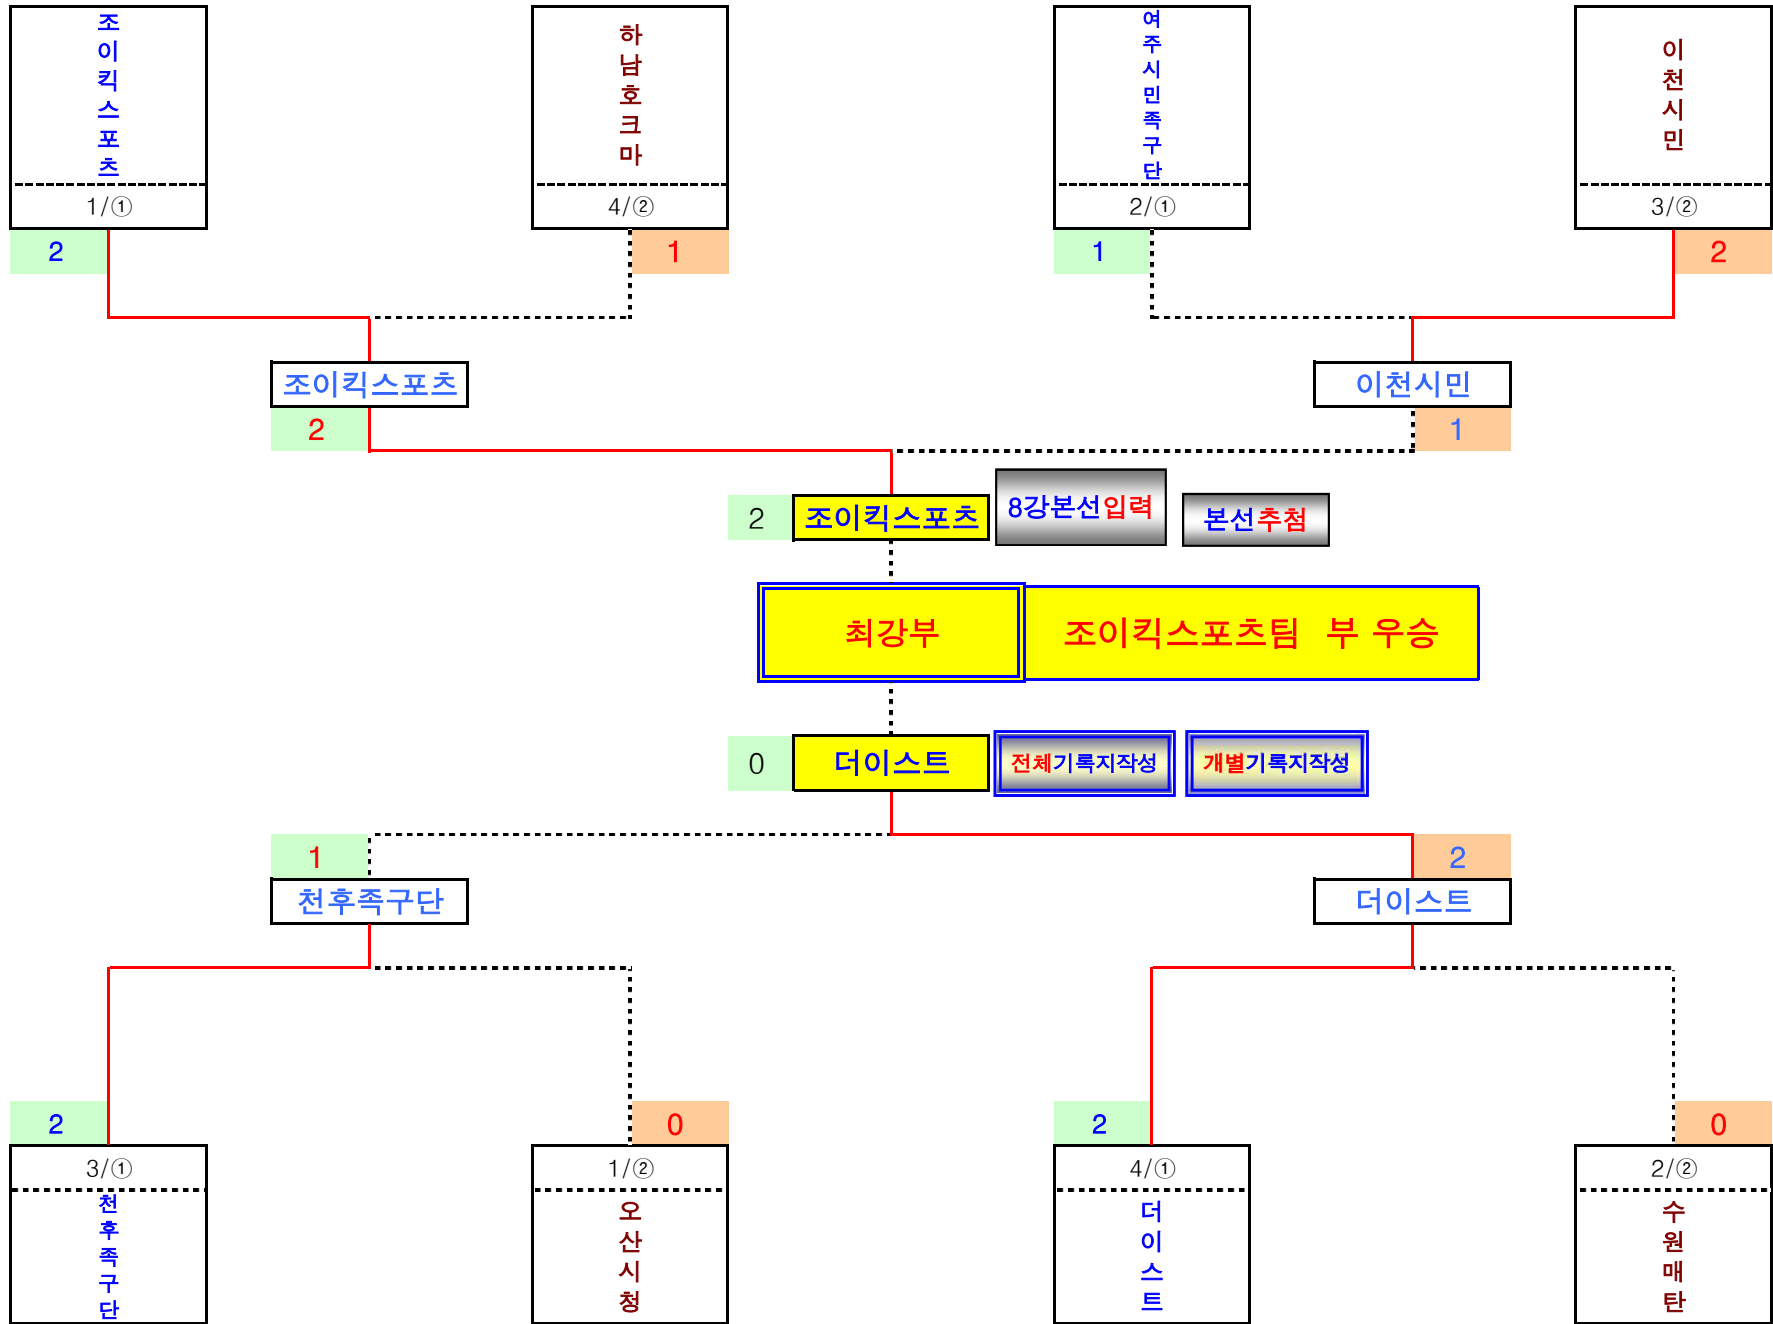 조이킥스포츠
하남호크마
여주시민족구단
이천시민
1/①
4/②
2/①
3/②
2
1
1
2
조이킥스포츠
이천시민
2
1
2
조이킥스포츠
8강본선입력
본선추첨
최강부
조이킥스포츠팀 부 우승
0
더이스트
전체기록지작성
개별기록지작성
1
2
천후족구단
더이스트
2
0
2
0
3/①
1/②
4/①
2/②
천후족구단
오산시청
더이스트
수원매탄